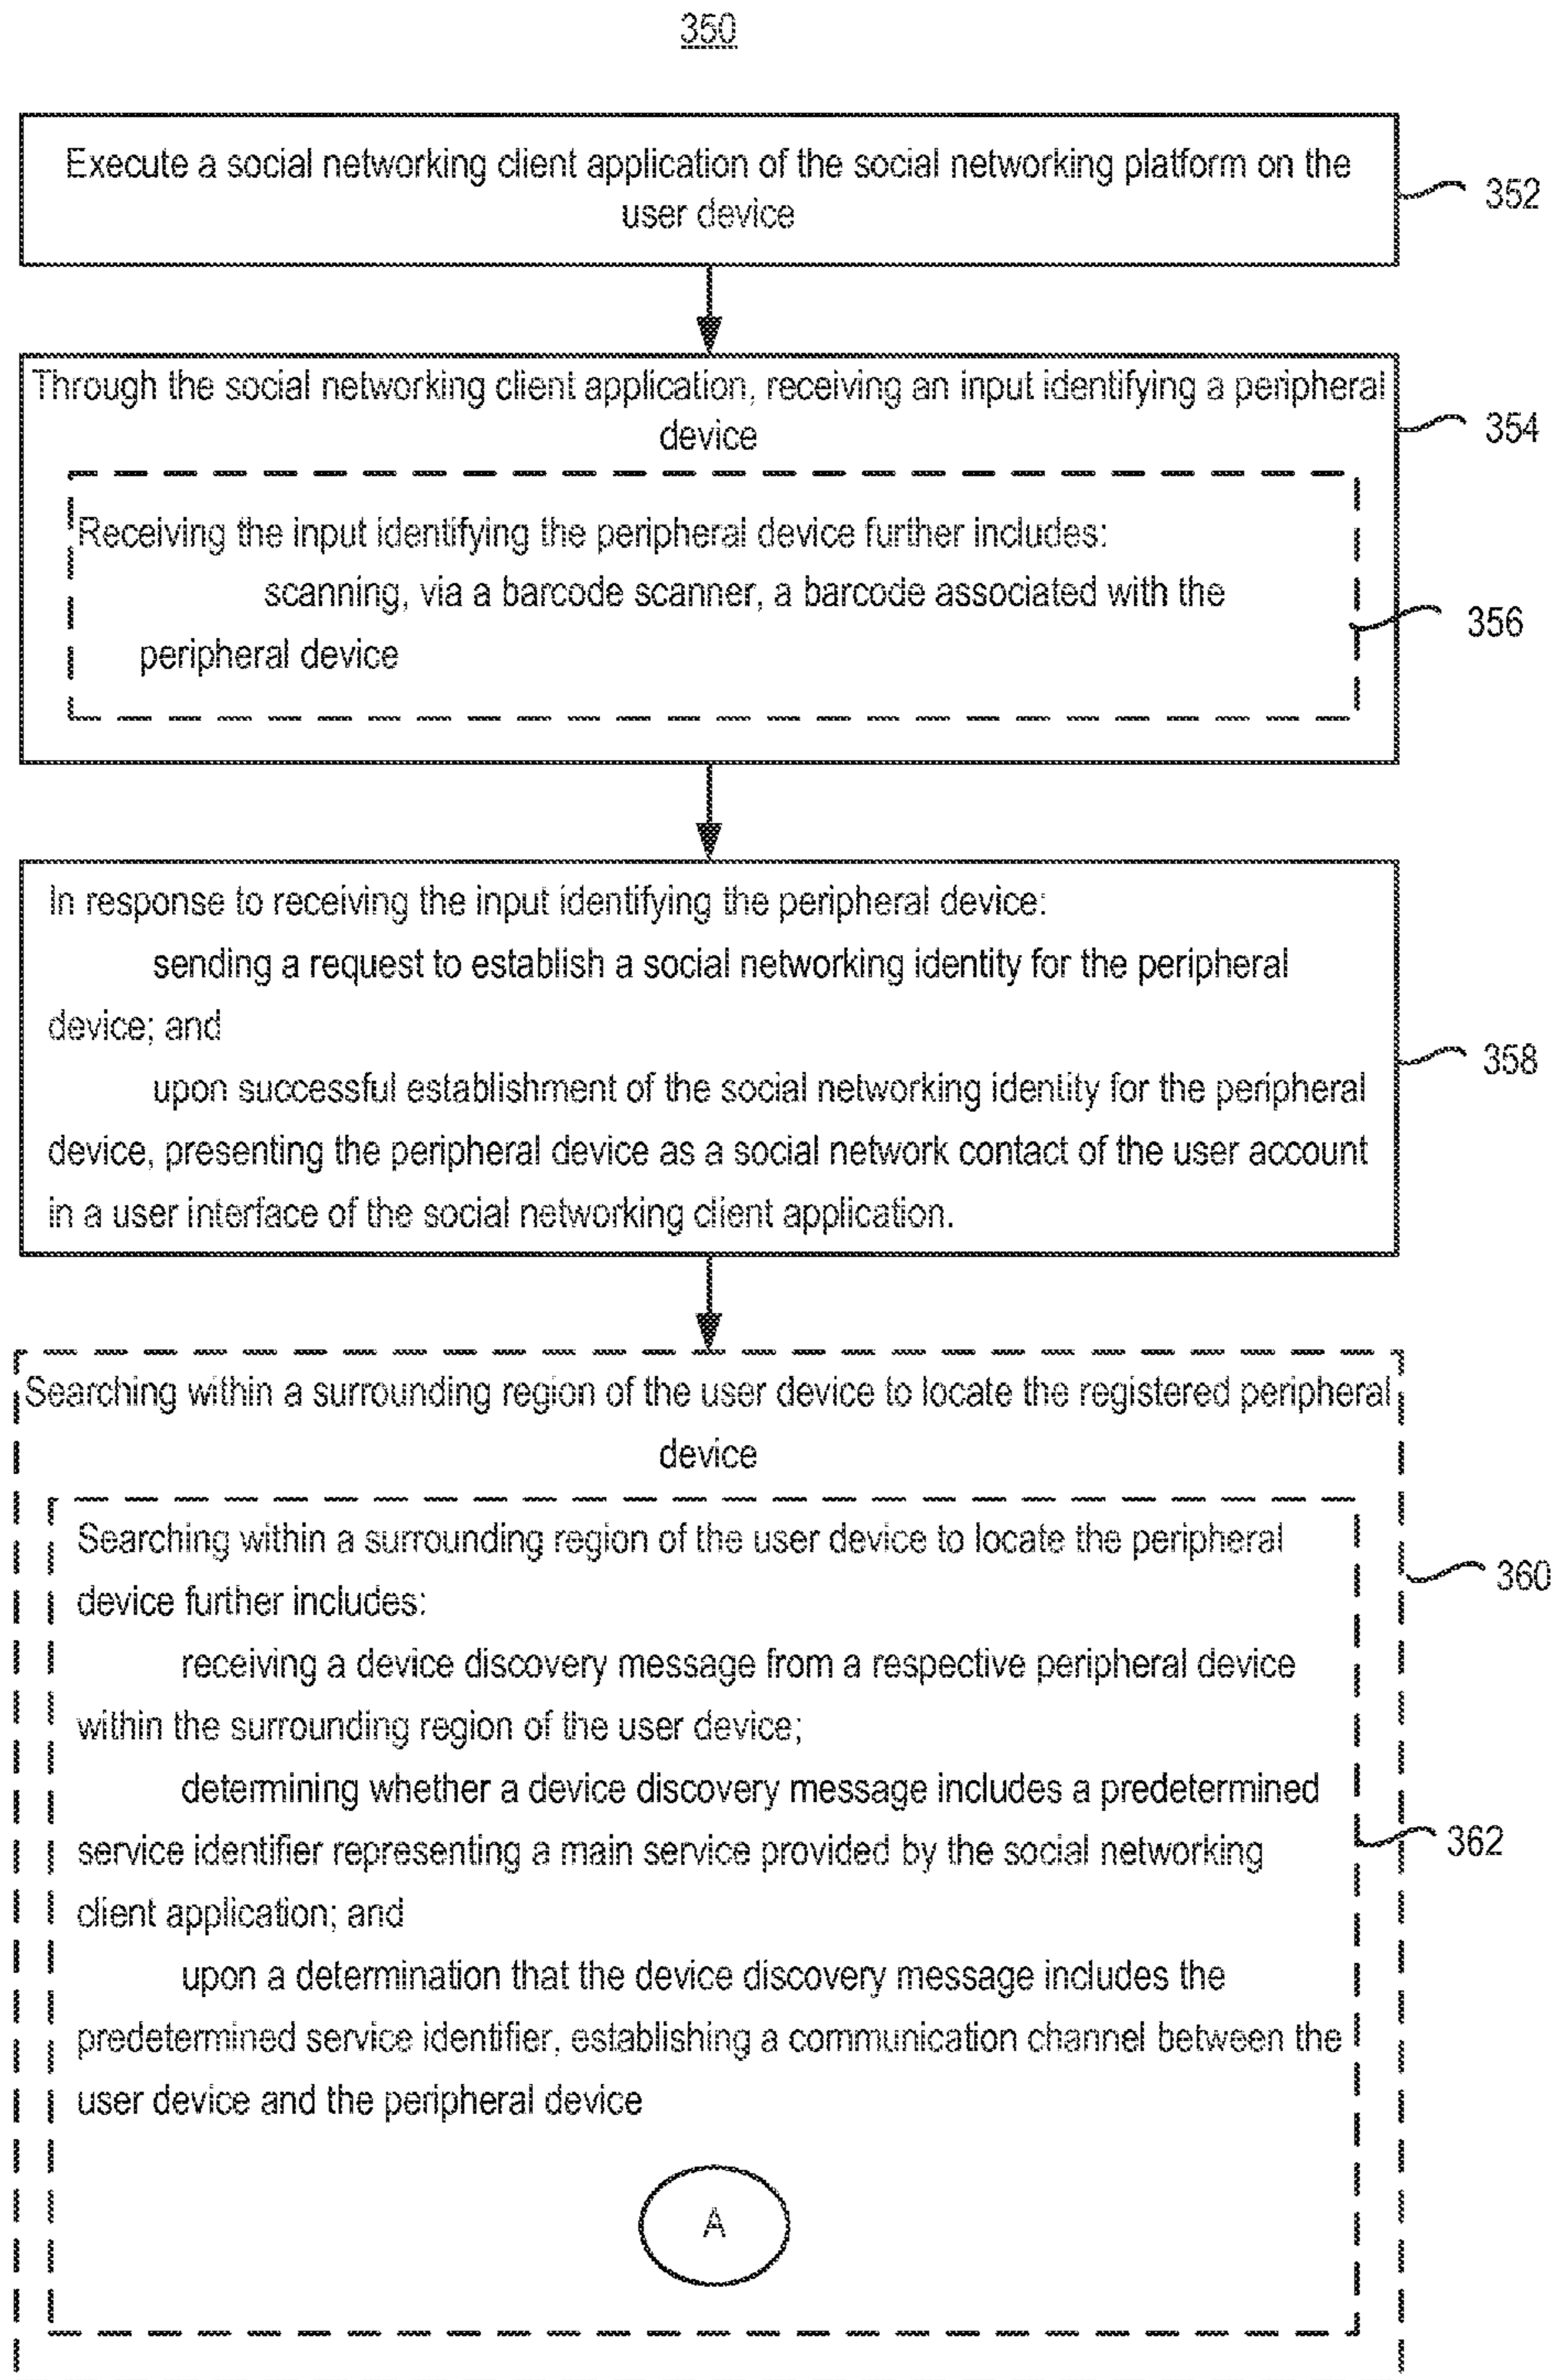 350
Execute a social networking client application of the social networking platform on the
user device
352
Through the social networking client application, receiving an input identifying a peripheral
device
354
Receiving the input identifying the peripheral device further includes:
scanning, via a barcode scanner, a barcode associated with the
peripheral device
356
In response to receiving the input identifying the peripheral device:
sending a request to establish a social networking identity for the peripheral
device; and
upon successful establishment of the social networking identity for the peripheral
device, presenting the peripheral device as a social network contact of the user account
in a user interface of the social networking client application.
358
Searching within a surrounding region of the user device to locate the registered peripheral
device
360
Searching within a surrounding region of the user device to locate the peripheral
device further includes:
receiving a device discovery message from a respective peripheral device
within the surrounding region of the user device;
determining whether a device discovery message includes a predetermined
service identifier representing a main service provided by the social networking
client application; and
upon a determination that the device discovery message includes the
predetermined service identifier, establishing a communication channel between the
user device and the peripheral device
362
A